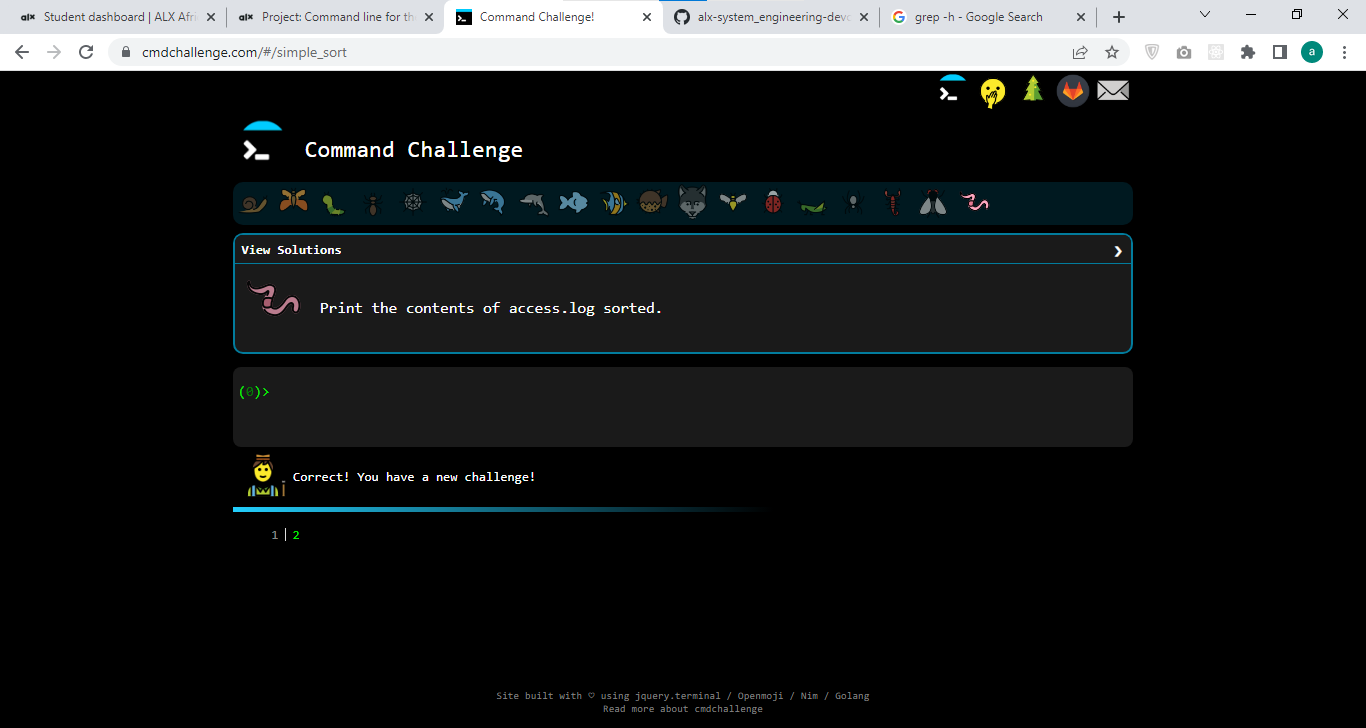 alx Student dashboard | ALX Afri
alx Project: Command line for the
Command Challenge!
alx-system_engineering-devo
grep -h - Google Search
cmdchallenge.com/#/simple_sort
a
Command Challenge
View Solutions
Print the contents of access.log sorted.
(0)>
Correct! You have a new challenge!
1 | 2
Site built with ♡ using jquery.terminal / Openmoji / Nim / Golang
Read more about cmdchallenge